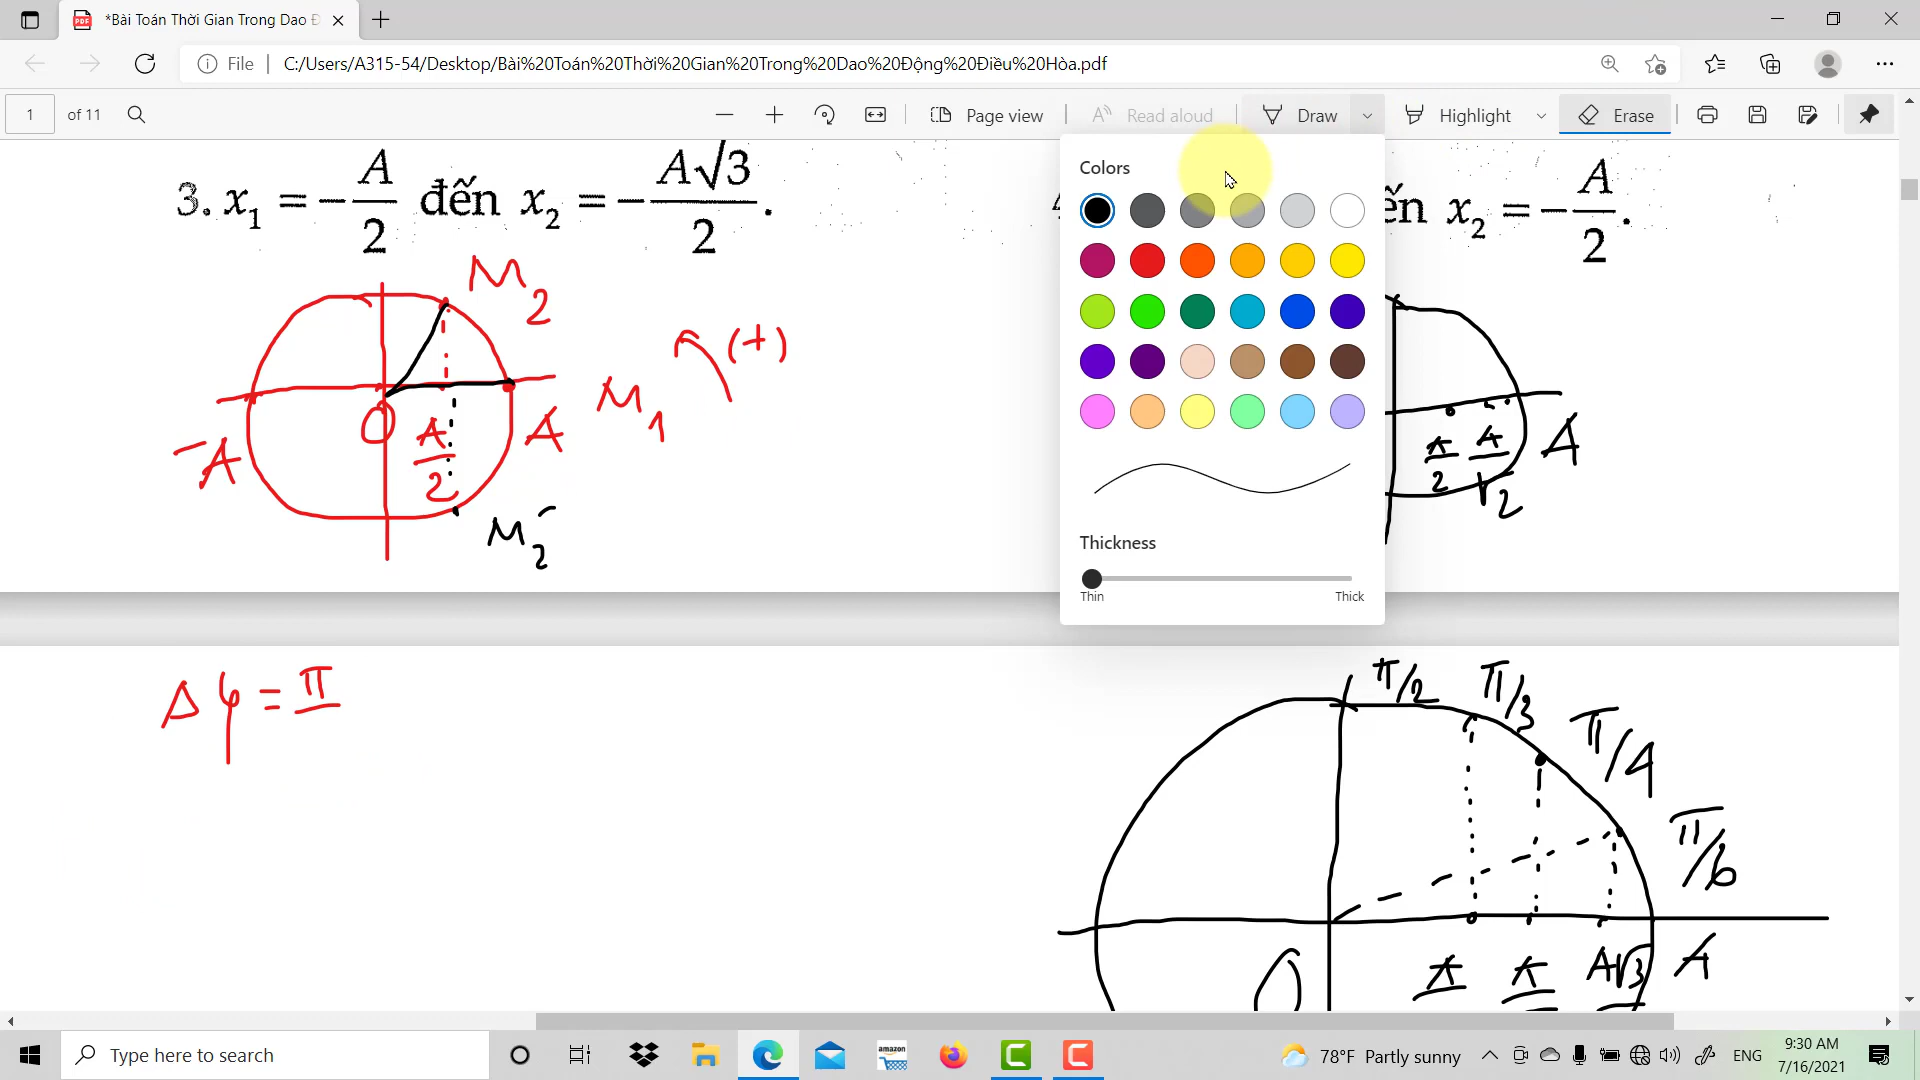 *Bài Toán Thời Gian Trong Dao Đ
File
C:/Users/A315-54/Desktop/Bài%20Toán%20Thời%20Gian%20Trong%20Dao%20Động%20Điều%20Hòa.pdf
1 of 11
Page view
Read aloud
Draw
Highlight
Erase
3. x₁ = -A/2 đến x₂ = -A√3/2.
ến x₂ = -A/2.
Colors
Thickness
Thin Thick
M₂
(+)
M₁
-A O A/2 A
M₂'
A/2 A/√2 A
Δφ = π
π/2 π/3 π/4 π/6
O A A A√3 A
Type here to search
amazon
78°F Partly sunny
ENG
9:30 AM
7/16/2021